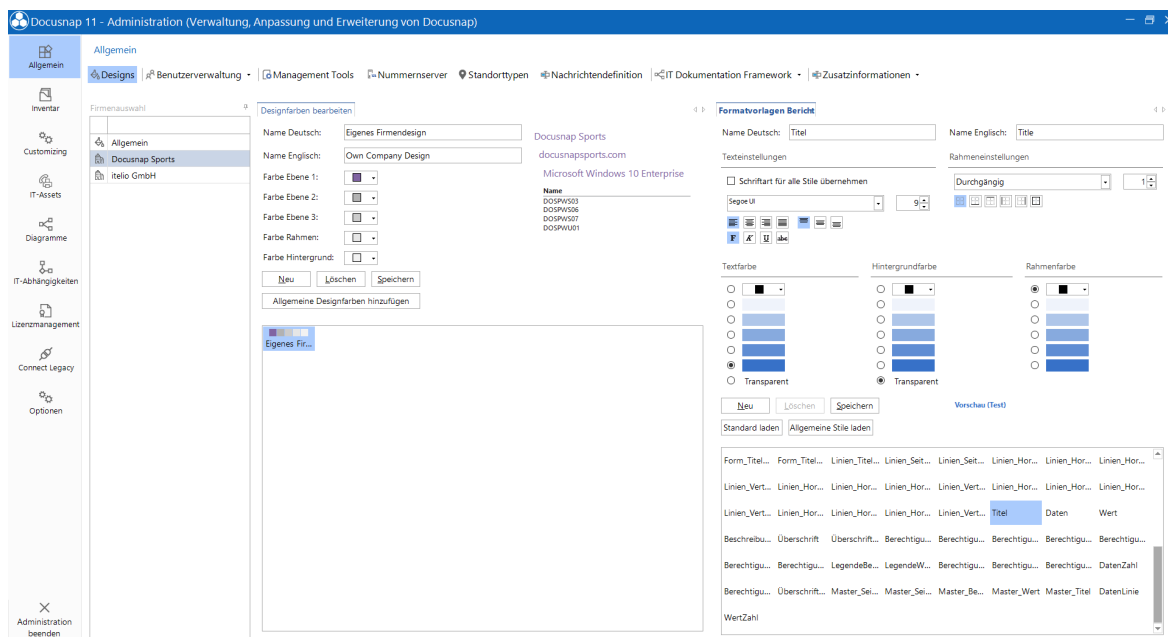 Docusnap 11 - Administration (Verwaltung, Anpassung und Erweiterung von Docusnap)
Allgemein
Inventar
Customizing
IT-Assets
Diagramme
IT-Abhängigkeiten
Lizenzmanagement
Connect Legacy
Optionen
Administration
beenden
Allgemein
Designs Benutzerverwaltung Management Tools Nummernserver Standorttypen Nachrichtendefinition IT Dokumentation Framework Zusatzinformationen
Firmenauswahl
Allgemein
Docusnap Sports
itelio GmbH
Designfarben bearbeiten
Name Deutsch: Eigenes Firmendesign
Name Englisch: Own Company Design
Farbe Ebene 1:
Farbe Ebene 2:
Farbe Ebene 3:
Farbe Rahmen:
Farbe Hintergrund:
Neu Löschen Speichern
Allgemeine Designfarben hinzufügen
Eigenes Fir...
Docusnap Sports
docusnapsports.com
Microsoft Windows 10 Enterprise
Name
DOSPWS03
DOSPWS06
DOSPWS07
DOSPWU01
Formatvorlagen Bericht
Name Deutsch: Titel Name Englisch: Title
Texteinstellungen Rahmeneinstellungen
Schriftart für alle Stile übernehmen
Segoe UI 9
Durchgängig 1
F K U abc
Textfarbe Hintergrundfarbe Rahmenfarbe
Transparent Transparent
Neu Löschen Speichern Vorschau (Test)
Standard laden Allgemeine Stile laden
Form_Titel... Form_Titel... Linien_Titel... Linien_Seit... Linien_Seit... Linien_Hor... Linien_Hor... Linien_Hor...
Linien_Vert... Linien_Hor... Linien_Hor... Linien_Vert... Linien_Vert... Linien_Hor... Linien_Hor... Linien_Hor...
Linien_Vert... Linien_Hor... Linien_Hor... Linien_Hor... Linien_Vert... Titel Daten Wert
Beschreibu... Überschrift Überschrift... Berechtigu... Berechtigu... Berechtigu... Berechtigu... Berechtigu...
Berechtigu... Berechtigu... LegendeBe... LegendeW... Berechtigu... Berechtigu... Berechtigu... DatenZahl
Berechtigu... Überschrift... Master_Sei... Master_Sei... Master_Be... Master_Wert Master_Titel DatenLinie
WertZahl